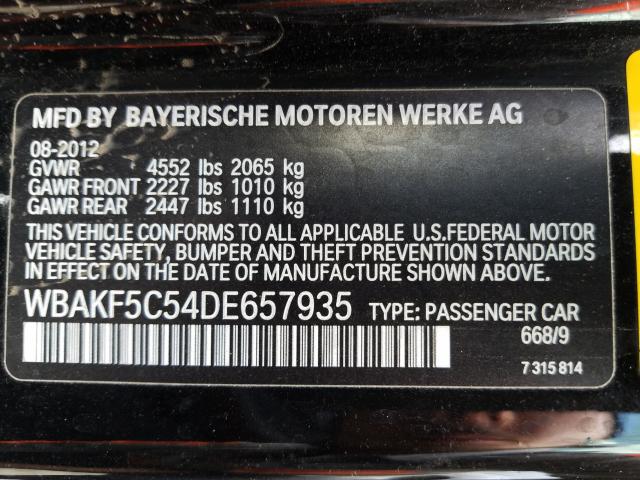 MFD BY BAYERISCHE MOTOREN WERKE AG
08-2012
GVWR 4552 lbs 2065 kg
GAWR FRONT 2227 lbs 1010 kg
GAWR REAR 2447 lbs 1110 kg
THIS VEHICLE CONFORMS TO ALL APPLICABLE U.S.FEDERAL MOTOR
VEHICLE SAFETY, BUMPER AND THEFT PREVENTION STANDARDS
IN EFFECT ON THE DATE OF MANUFACTURE SHOWN ABOVE.
WBAKF5C54DE657935 TYPE: PASSENGER CAR
668/9
7 315 814